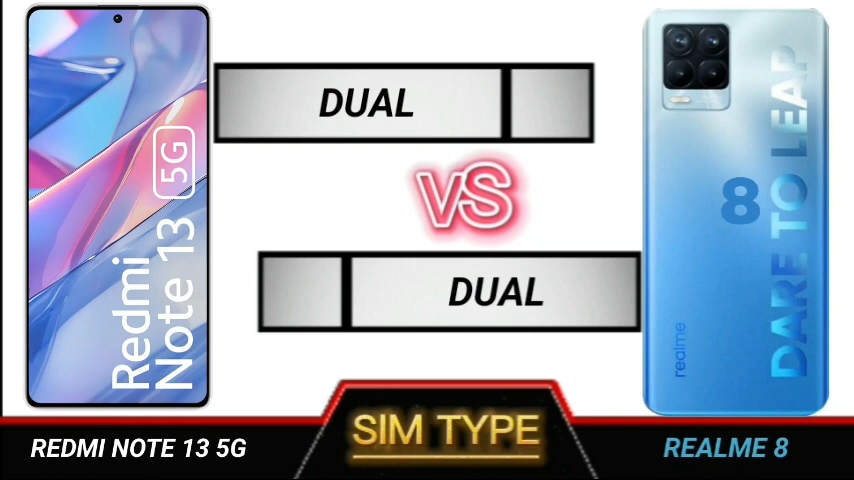 Redmi
Note 13 5G
DUAL
VS
DUAL
8
realme
DARE TO LEAP
REDMI NOTE 13 5G
SIM TYPE
REALME 8